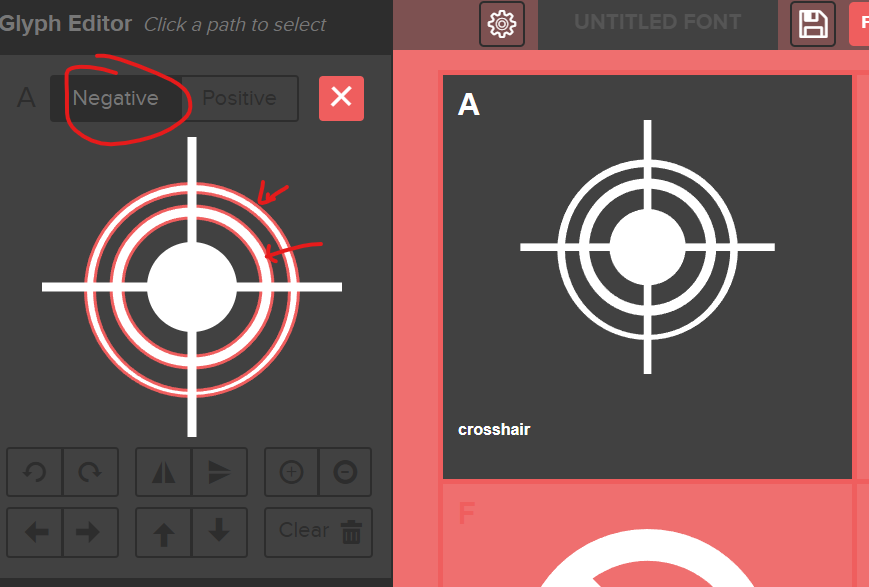 Glyph Editor Click a path to select
UNTITLED FONT
F
A Negative Positive
A
crosshair
F
Clear